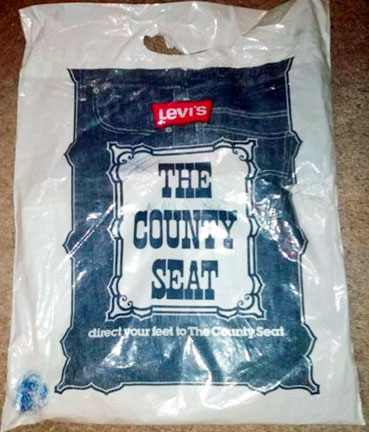 Levi's
THE
COUNTY
SEAT
direct your feet to The County Seat